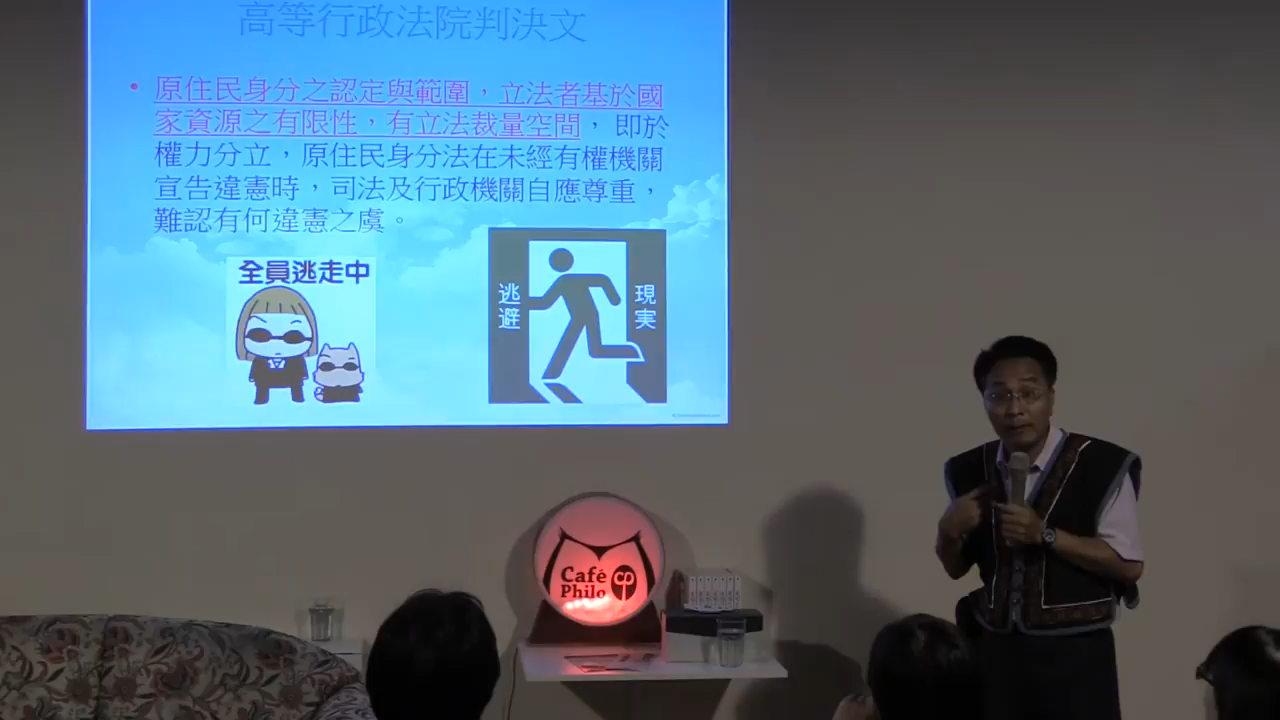 高等行政法院判決文
• 原住民身分之認定與範圍，立法者基於國
家資源之有限性，有立法裁量空間，即於
權力分立，原住民身分法在未經有權機關
宣告違憲時，司法及行政機關自應尊重，
難認有何違憲之虞。
全員逃走中
逃避
現実
Café
Philo